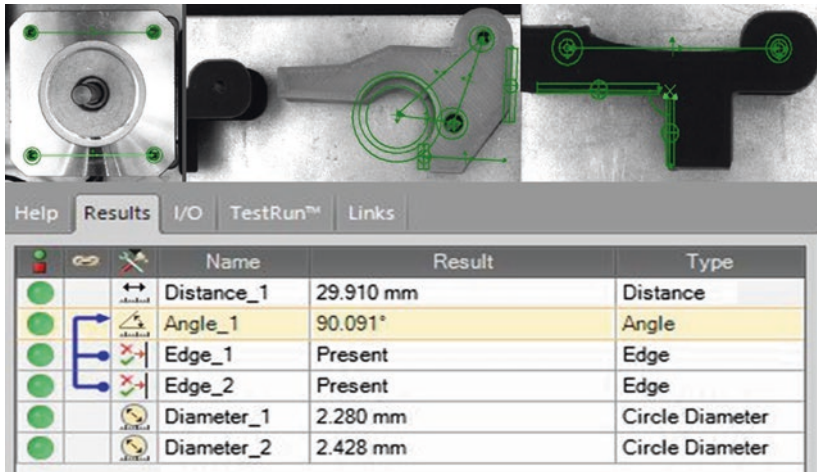 Help Results I/O TestRun™ Links
Name Result Type
Distance_1 29.910 mm Distance
Angle_1 90.091° Angle
Edge_1 Present Edge
Edge_2 Present Edge
Diameter_1 2.280 mm Circle Diameter
Diameter_2 2.428 mm Circle Diameter